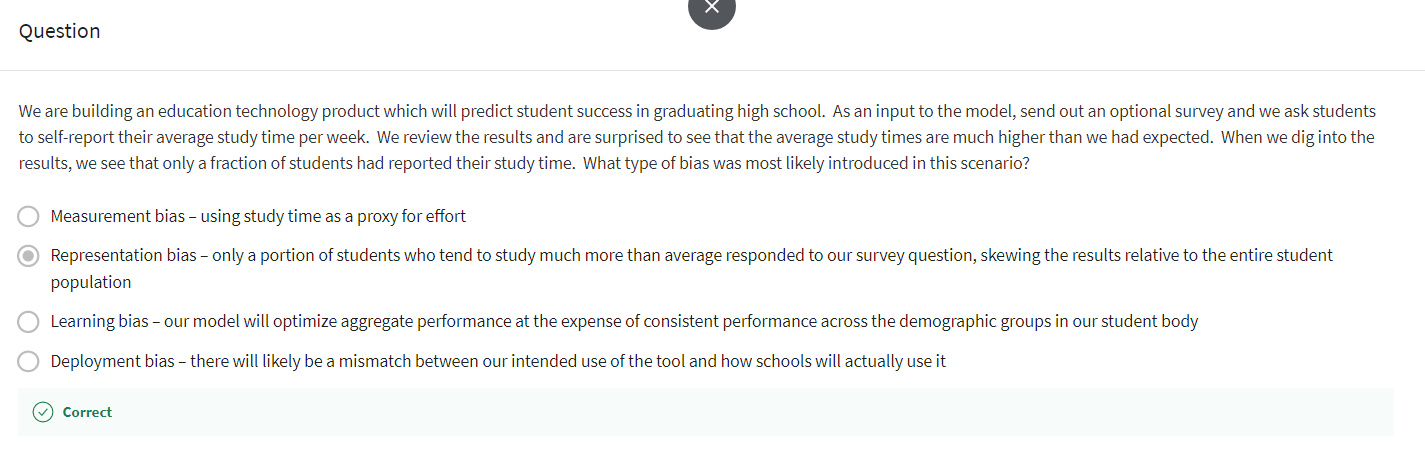 Question
We are building an education technology product which will predict student success in graduating high school.  As an input to the model, send out an optional survey and we ask students
to self-report their average study time per week.  We review the results and are surprised to see that the average study times are much higher than we had expected.  When we dig into the
results, we see that only a fraction of students had reported their study time.  What type of bias was most likely introduced in this scenario?
Measurement bias – using study time as a proxy for effort
Representation bias – only a portion of students who tend to study much more than average responded to our survey question, skewing the results relative to the entire student
population
Learning bias – our model will optimize aggregate performance at the expense of consistent performance across the demographic groups in our student body
Deployment bias – there will likely be a mismatch between our intended use of the tool and how schools will actually use it
Correct